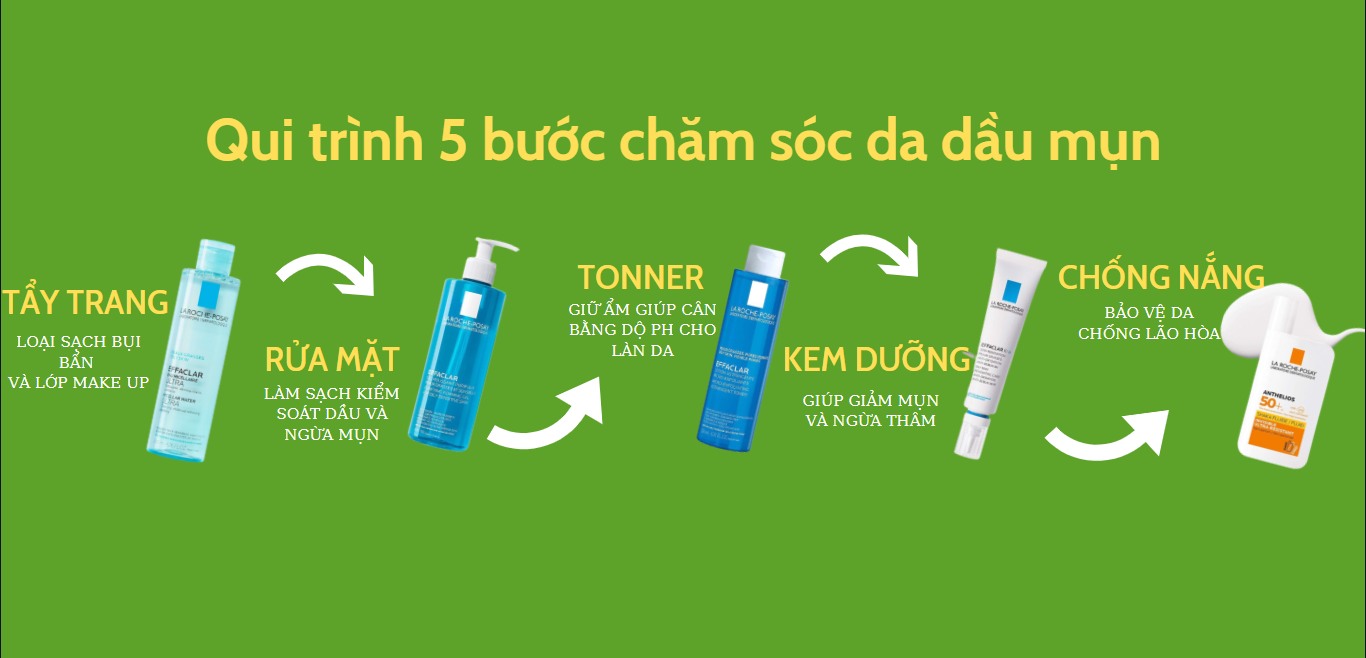 Qui trình 5 bước chăm sóc da dầu mụn
TẨY TRANG
LOẠI SẠCH BỤI
BẨN
VÀ LỚP MAKE UP
LA ROCHE-POSAY
EFFACLAR
ULTRA
RỬA MẶT
LÀM SẠCH KIỂM
SOÁT DẦU VÀ
NGỪA MỤN
LA ROCHE-POSAY
EFFACLAR
TONNER
GIỮ ẨM GIÚP CÂN
BẰNG DỘ PH CHO
LÀN DA
LA ROCHE-POSAY
EFFACLAR
KEM DƯỠNG
GIÚP GIẢM MỤN
VÀ NGỪA THÂM
LA ROCHE-POSAY
EFFACLAR
CHỐNG NẮNG
BẢO VỆ DA
CHỐNG LÃO HÒA
LA ROCHE-POSAY
ANTHELIOS
50+